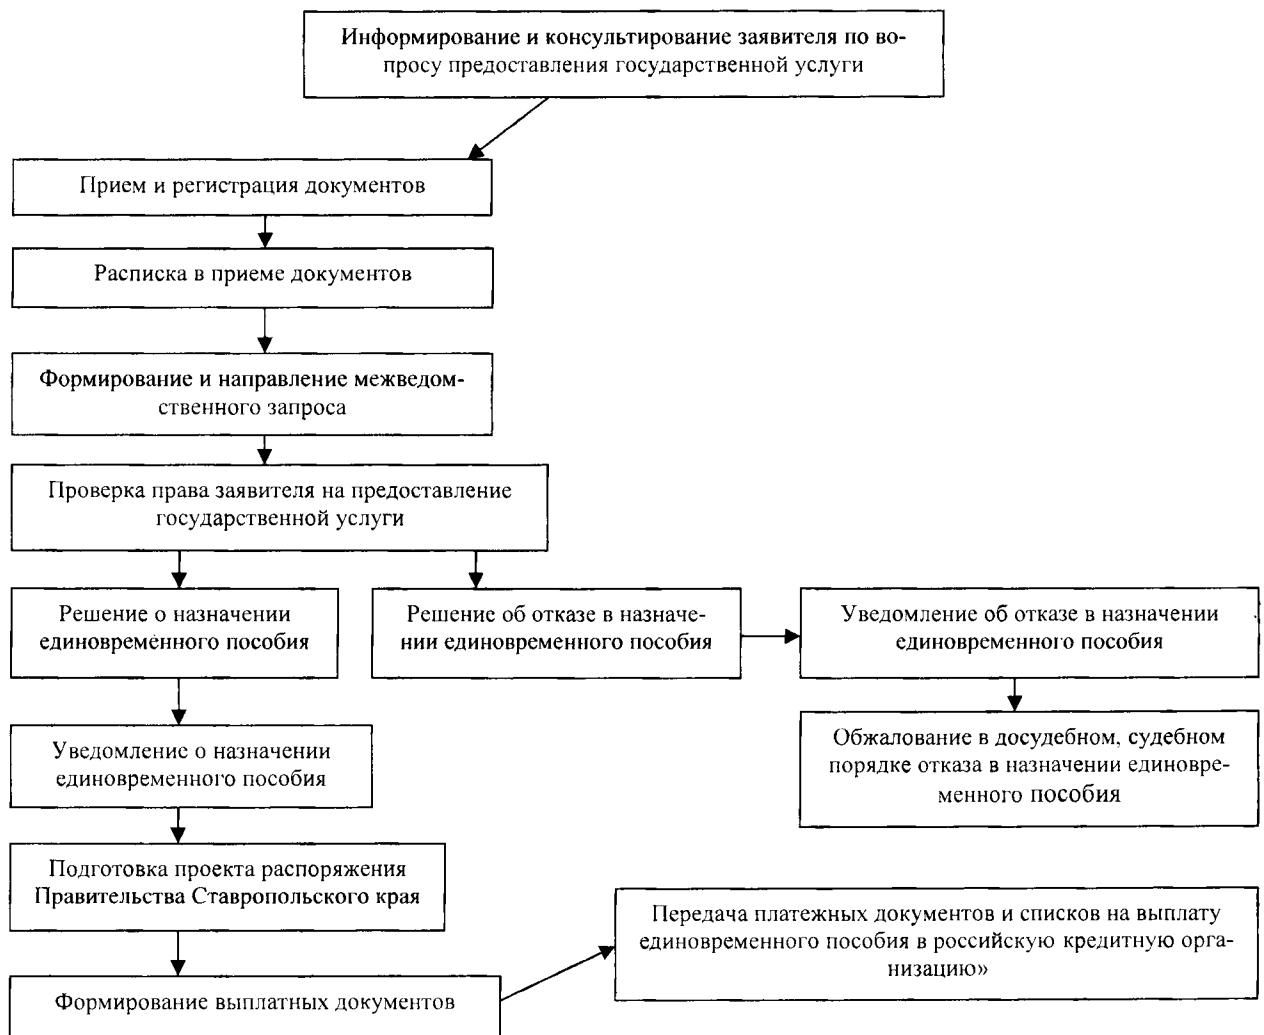 Информирование и консультирование заявителя по во-
просу предоставления государственной услуги
Прием и регистрация документов
Расписка в приеме документов
Формирование и направление межведом-
ственного запроса
Проверка права заявителя на предоставление
государственной услуги
Решение о назначении
единовременного пособия
Решение об отказе в назначе-
нии единовременного пособия
Уведомление об отказе в назначении
единовременного пособия
Уведомление о назначении
единовременного пособия
Обжалование в досудебном, судебном
порядке отказа в назначении единовре-
менного пособия
Подготовка проекта распоряжения
Правительства Ставропольского края
Передача платежных документов и списков на выплату
единовременного пособия в российскую кредитную орга-
низацию»
Формирование выплатных документов